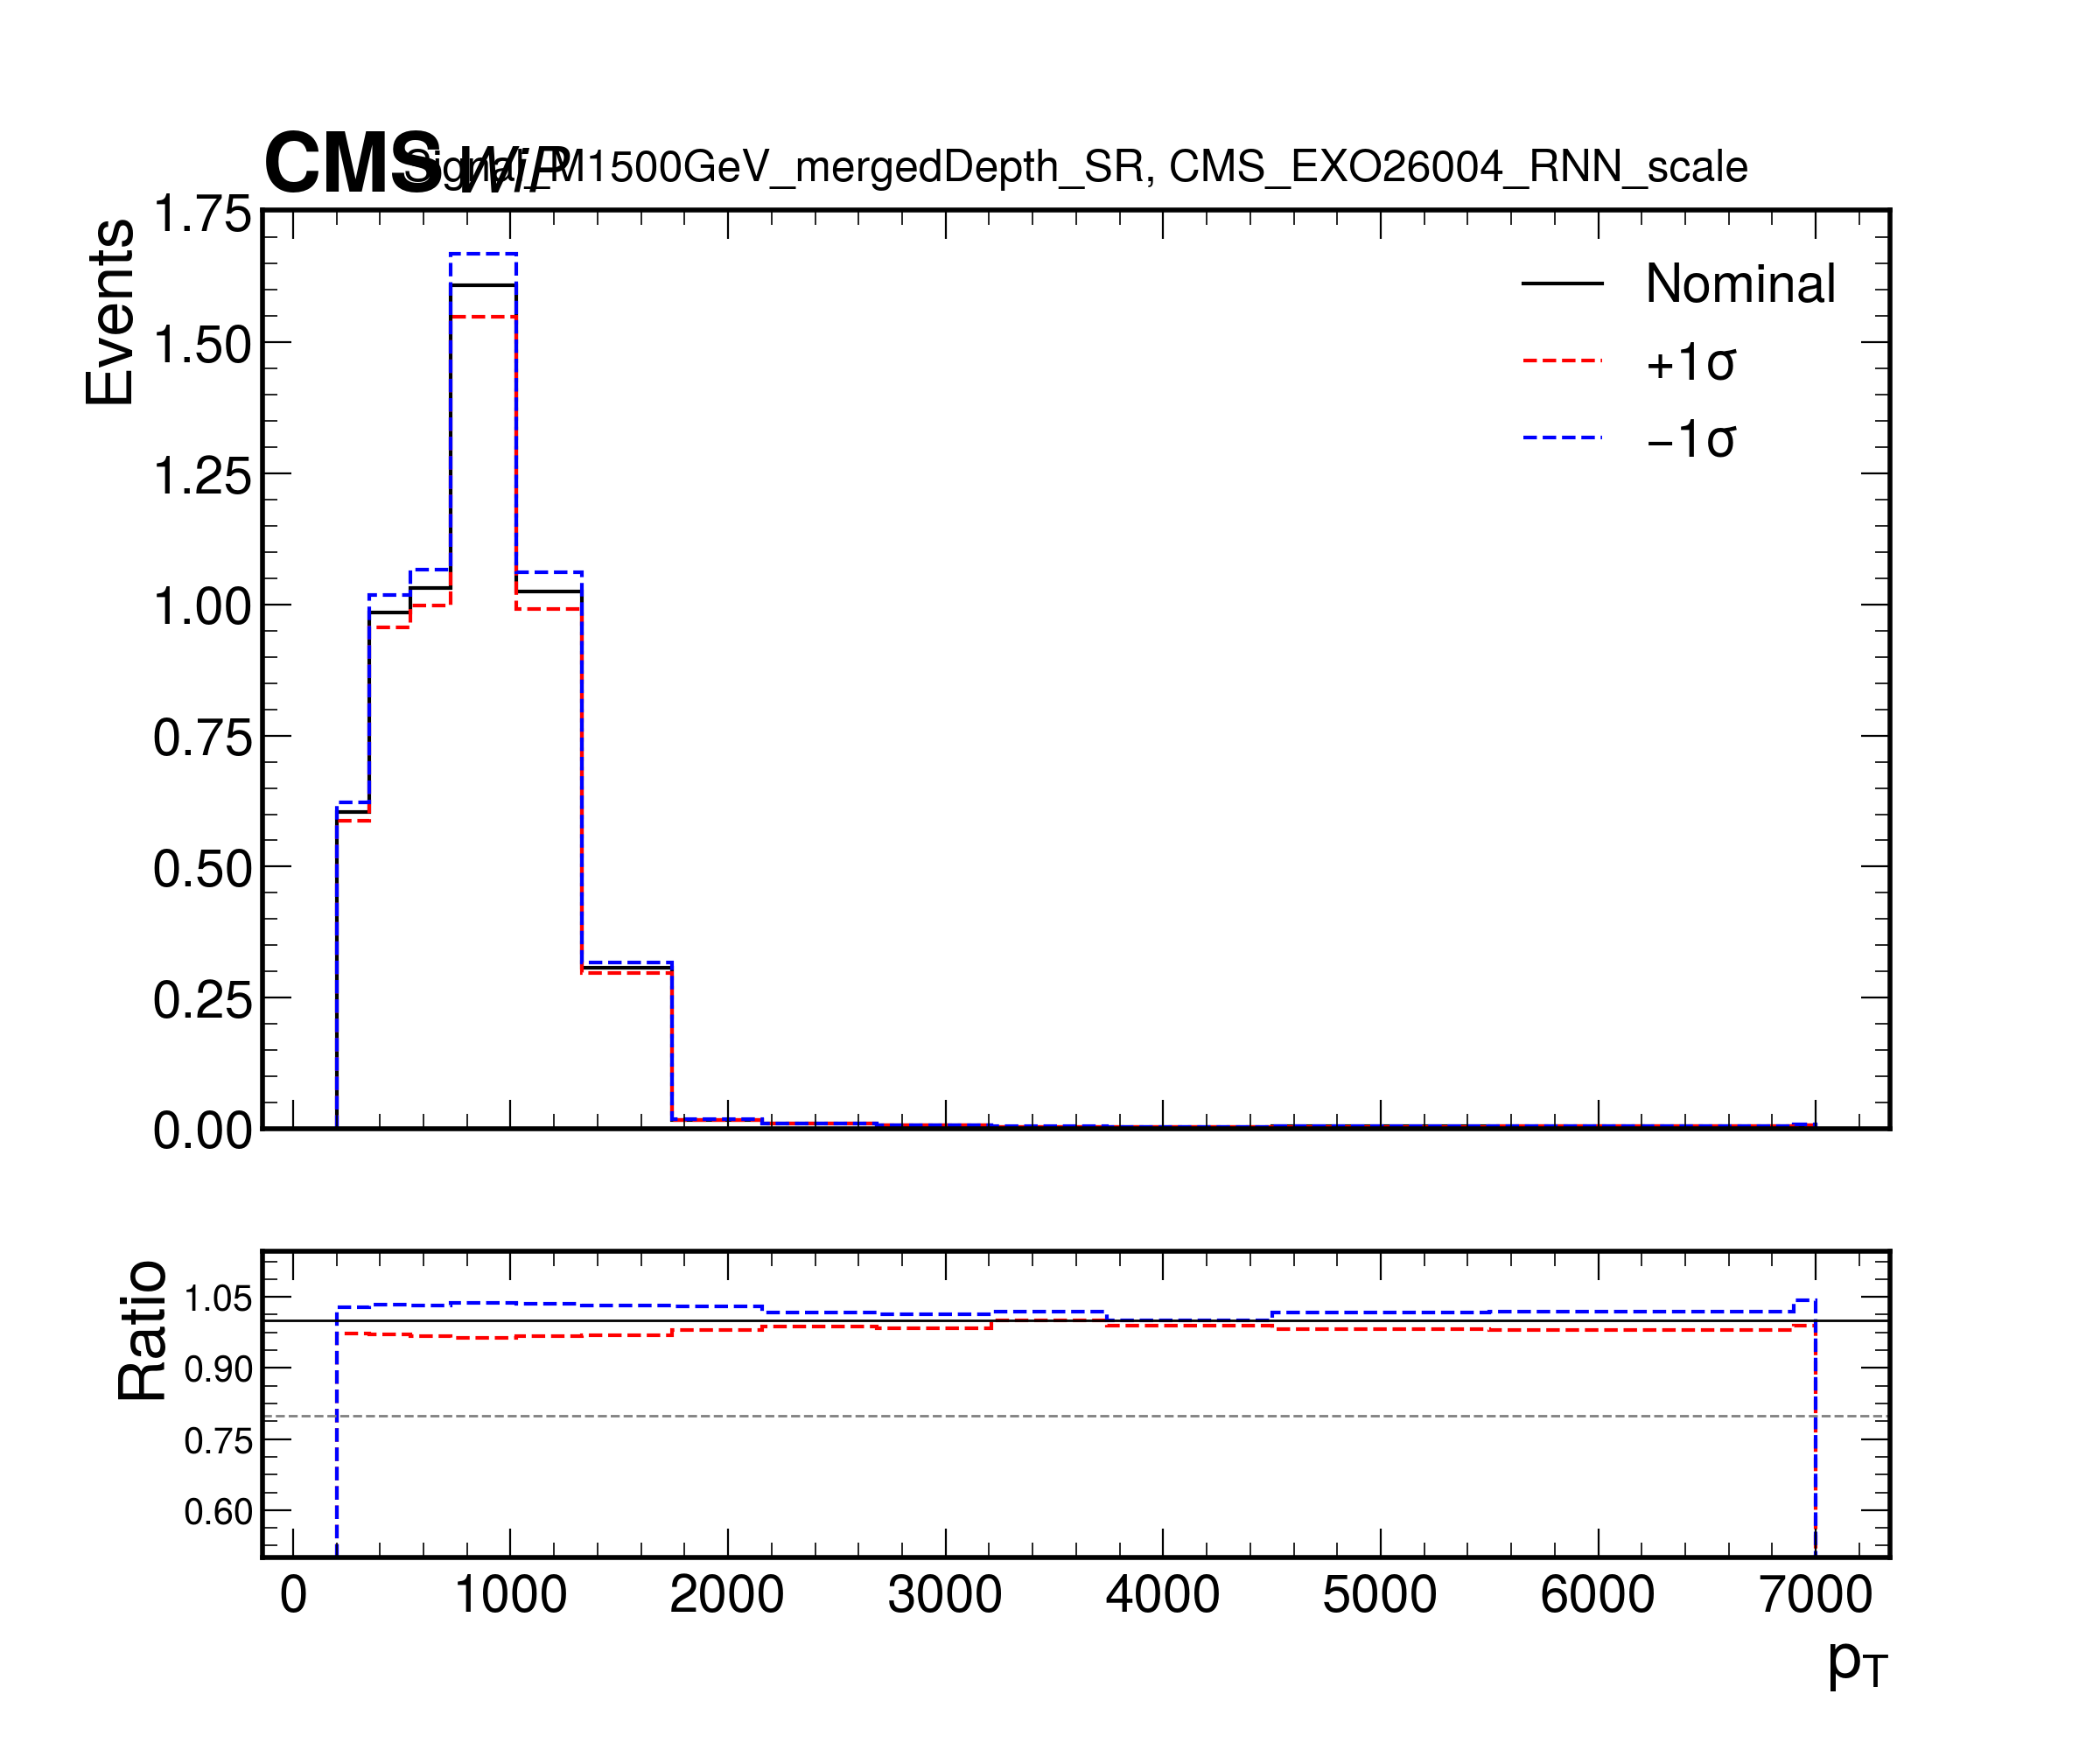 CMS WiP Signal_M1500GeV_mergedDepth_SR, CMS_EXO26004_RNN_scale
Events
1.75
1.50
1.25
1.00
0.75
0.50
0.25
0.00
Nominal
+1σ
−1σ
Ratio
1.05
0.90
0.75
0.60
0 1000 2000 3000 4000 5000 6000 7000
pT